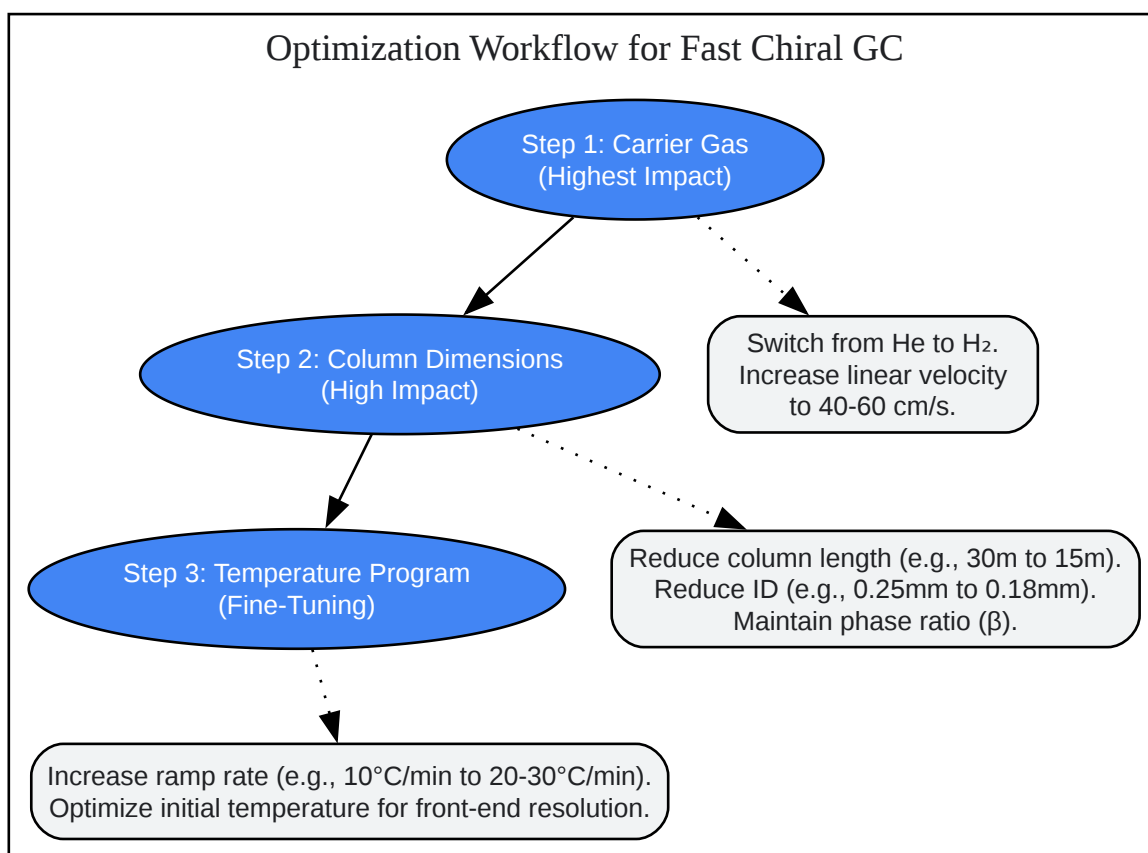 Optimization Workflow for Fast Chiral GC
Step 1: Carrier Gas
(Highest Impact)
Switch from He to H₂.
Increase linear velocity
to 40-60 cm/s.
Step 2: Column Dimensions
(High Impact)
Reduce column length (e.g., 30m to 15m).
Reduce ID (e.g., 0.25mm to 0.18mm).
Maintain phase ratio (β).
Step 3: Temperature Program
(Fine-Tuning)
Increase ramp rate (e.g., 10°C/min to 20-30°C/min).
Optimize initial temperature for front-end resolution.